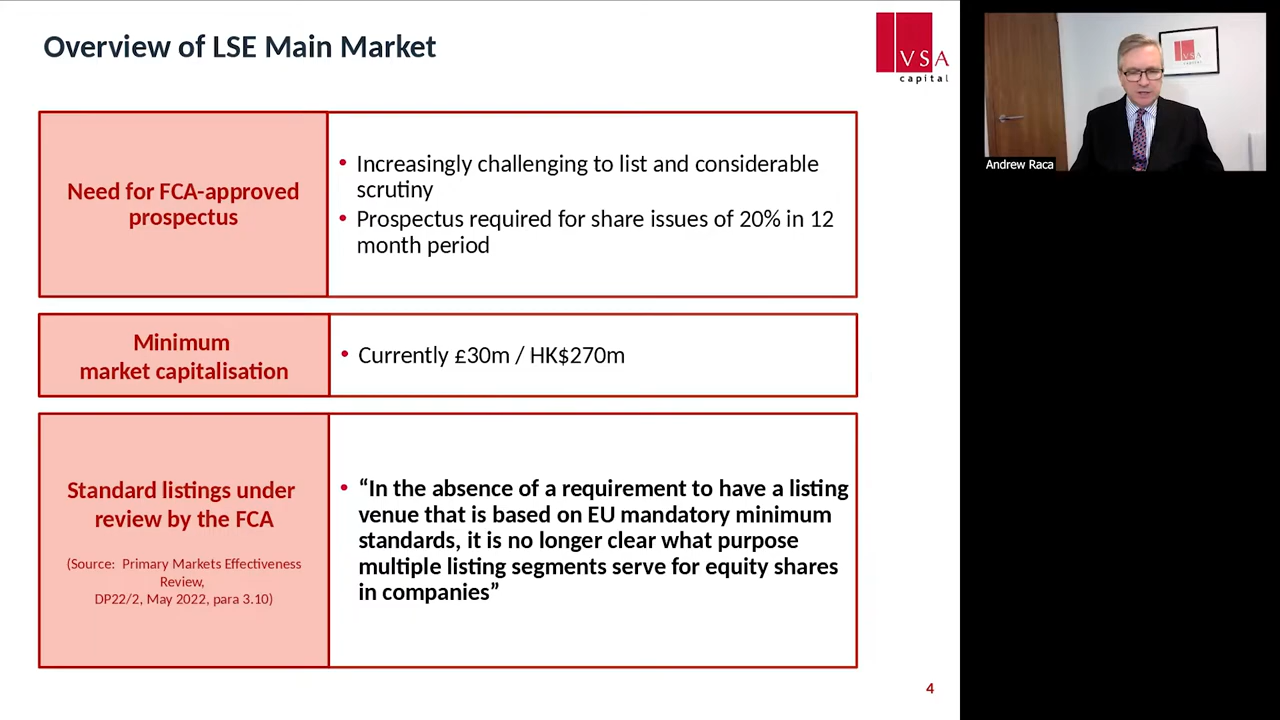 Overview of LSE Main Market
VSA
capital
Need for FCA-approved
prospectus
• Increasingly challenging to list and considerable
scrutiny
• Prospectus required for share issues of 20% in 12
month period
Minimum
market capitalisation
• Currently £30m / HK$270m
Standard listings under
review by the FCA
(Source: Primary Markets Effectiveness
Review,
DP22/2, May 2022, para 3.10)
• “In the absence of a requirement to have a listing
venue that is based on EU mandatory minimum
standards, it is no longer clear what purpose
multiple listing segments serve for equity shares
in companies”
4
VSA
Andrew Raca